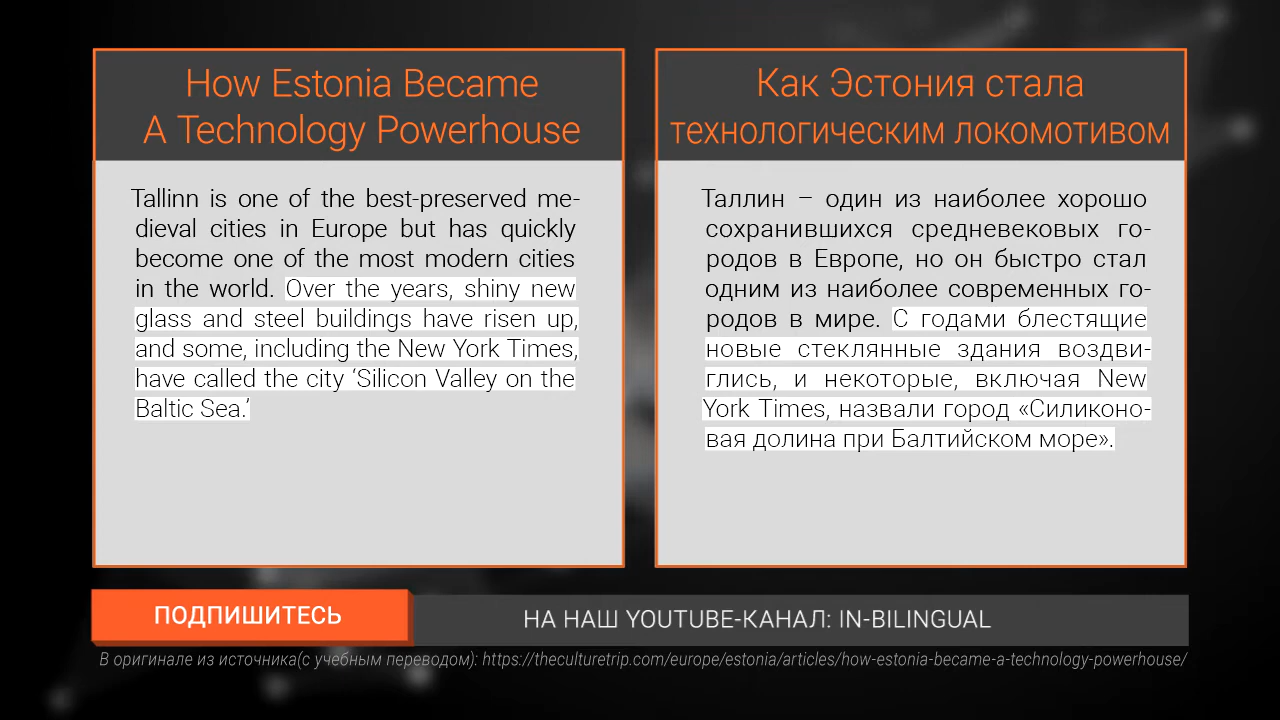 How Estonia Became
A Technology Powerhouse
Tallinn is one of the best-preserved me-
dieval cities in Europe but has quickly
become one of the most modern cities
in the world. Over the years, shiny new
glass and steel buildings have risen up,
and some, including the New York Times,
have called the city ‘Silicon Valley on the
Baltic Sea.’
Как Эстония стала
технологическим локомотивом
Таллин – один из наиболее хорошо
сохранившихся средневековых го-
родов в Европе, но он быстро стал
одним из наиболее современных го-
родов в мире. С годами блестящие
новые стеклянные здания воздви-
глись, и некоторые, включая New
York Times, назвали город «Силиконо-
вая долина при Балтийском море».
ПОДПИШИТЕСЬ
НА НАШ YOUTUBE-КАНАЛ: IN-BILINGUAL
В оригинале из источника(с учебным переводом): https://theculturetrip.com/europe/estonia/articles/how-estonia-became-a-technology-powerhouse/